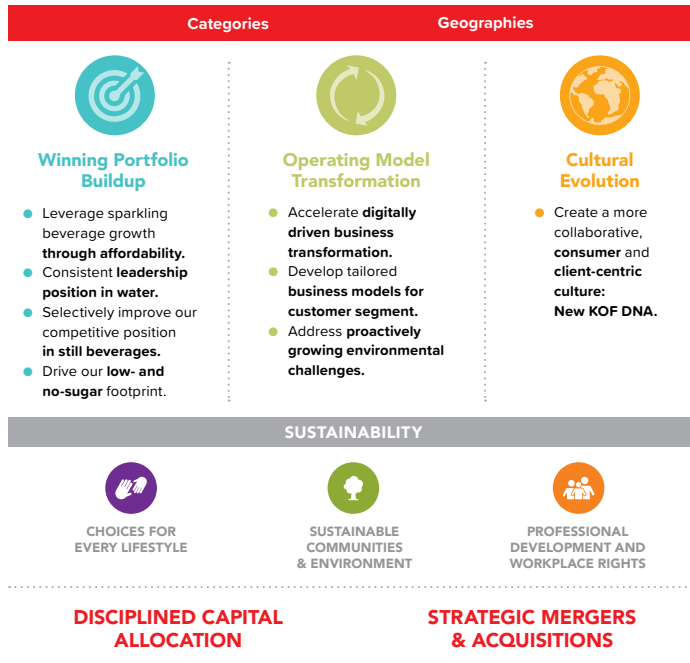 Categories
Geographies
Winning Portfolio
Buildup
● Leverage sparkling
beverage growth
through affordability.
● Consistent leadership
position in water.
● Selectively improve our
competitive position
in still beverages.
● Drive our low- and
no-sugar footprint.
Operating Model
Transformation
● Accelerate digitally
driven business
transformation.
● Develop tailored
business models for
customer segment.
● Address proactively
growing environmental
challenges.
Cultural
Evolution
● Create a more
collaborative,
consumer and
client-centric
culture:
New KOF DNA.
SUSTAINABILITY
CHOICES FOR
EVERY LIFESTYLE
SUSTAINABLE
COMMUNITIES
& ENVIRONMENT
PROFESSIONAL
DEVELOPMENT AND
WORKPLACE RIGHTS
DISCIPLINED CAPITAL
ALLOCATION
STRATEGIC MERGERS
& ACQUISITIONS